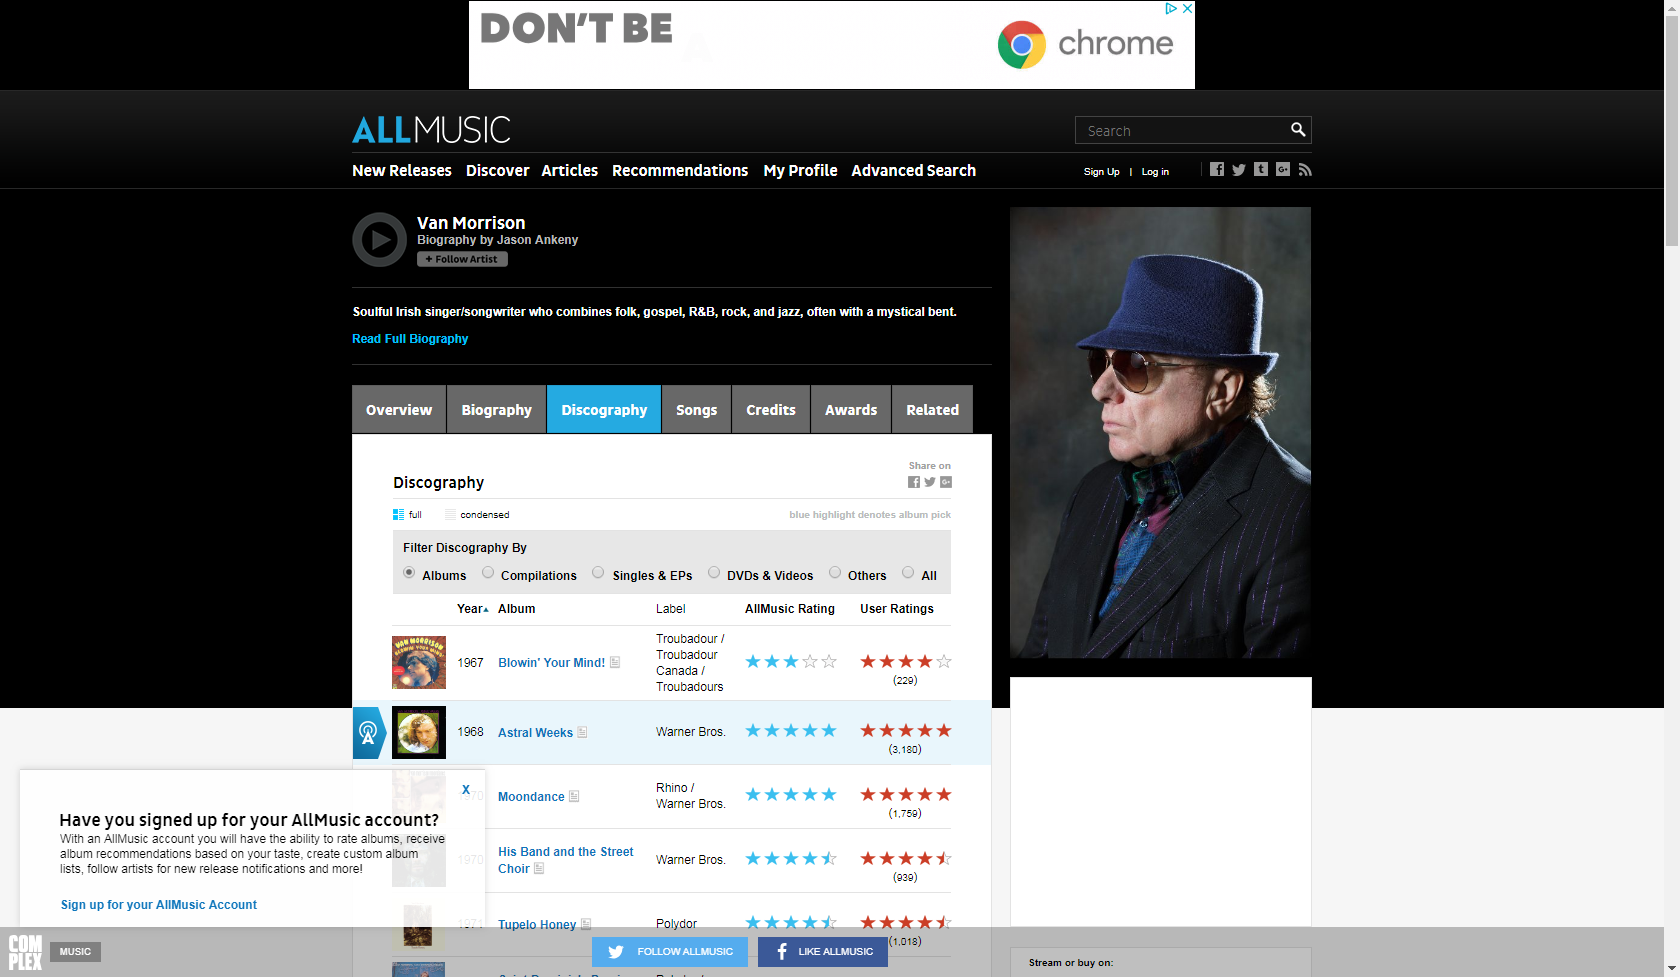 DON'T BE
chrome
ALLMUSIC
Search
New Releases Discover Articles Recommendations My Profile Advanced Search
Sign Up | Log in
Van Morrison
Biography by Jason Ankeny
+ Follow Artist
Soulful Irish singer/songwriter who combines folk, gospel, R&B, rock, and jazz, often with a mystical bent.
Read Full Biography
Overview Biography Discography Songs Credits Awards Related
Share on
Discography
full condensed
blue highlight denotes album pick
Filter Discography By
Albums Compilations Singles & EPs DVDs & Videos Others All
Year Album Label AllMusic Rating User Ratings
VAN MORRISON
BLOWIN' YOUR MIND!
1967 Blowin' Your Mind!
Troubadour /
Troubadour
Canada /
Troubadours
(229)
1968 Astral Weeks Warner Bros.
(3,180)
1970 Moondance
Rhino /
Warner Bros.
(1,759)
1970
His Band and the Street
Choir
Warner Bros.
(939)
1971 Tupelo Honey Polydor
(1,018)
X
Have you signed up for your AllMusic account?
With an AllMusic account you will have the ability to rate albums, receive
album recommendations based on your taste, create custom album
lists, follow artists for new release notifications and more!
Sign up for your AllMusic Account
COMPLEX
MUSIC
FOLLOW ALLMUSIC
LIKE ALLMUSIC
Stream or buy on: